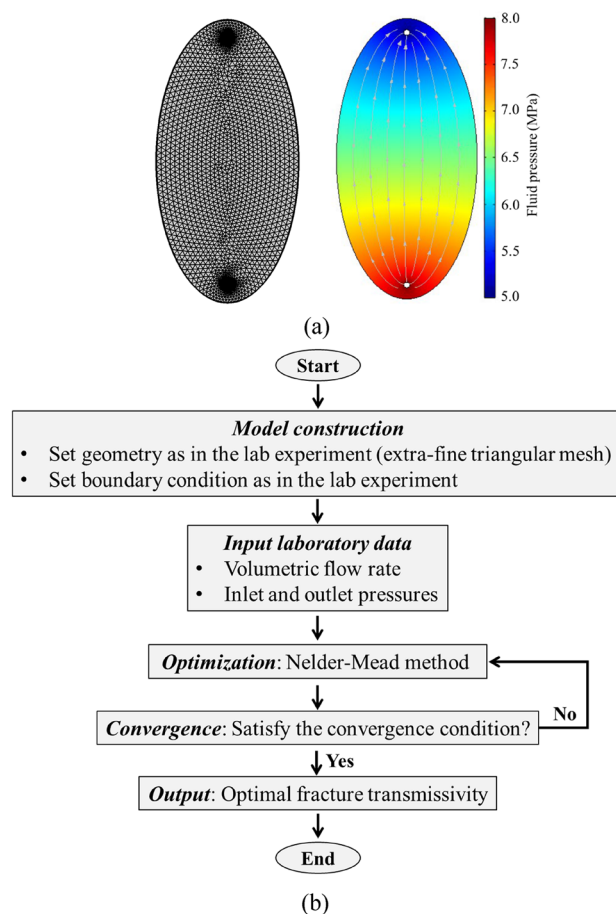 8.0
7.5
7.0
6.5
6.0
5.5
5.0
Fluid pressure (MPa)
(a)
Start
Model construction
• Set geometry as in the lab experiment (extra-fine triangular mesh)
• Set boundary condition as in the lab experiment
Input laboratory data
• Volumetric flow rate
• Inlet and outlet pressures
Optimization: Nelder-Mead method
No
Convergence: Satisfy the convergence condition?
Yes
Output: Optimal fracture transmissivity
End
(b)